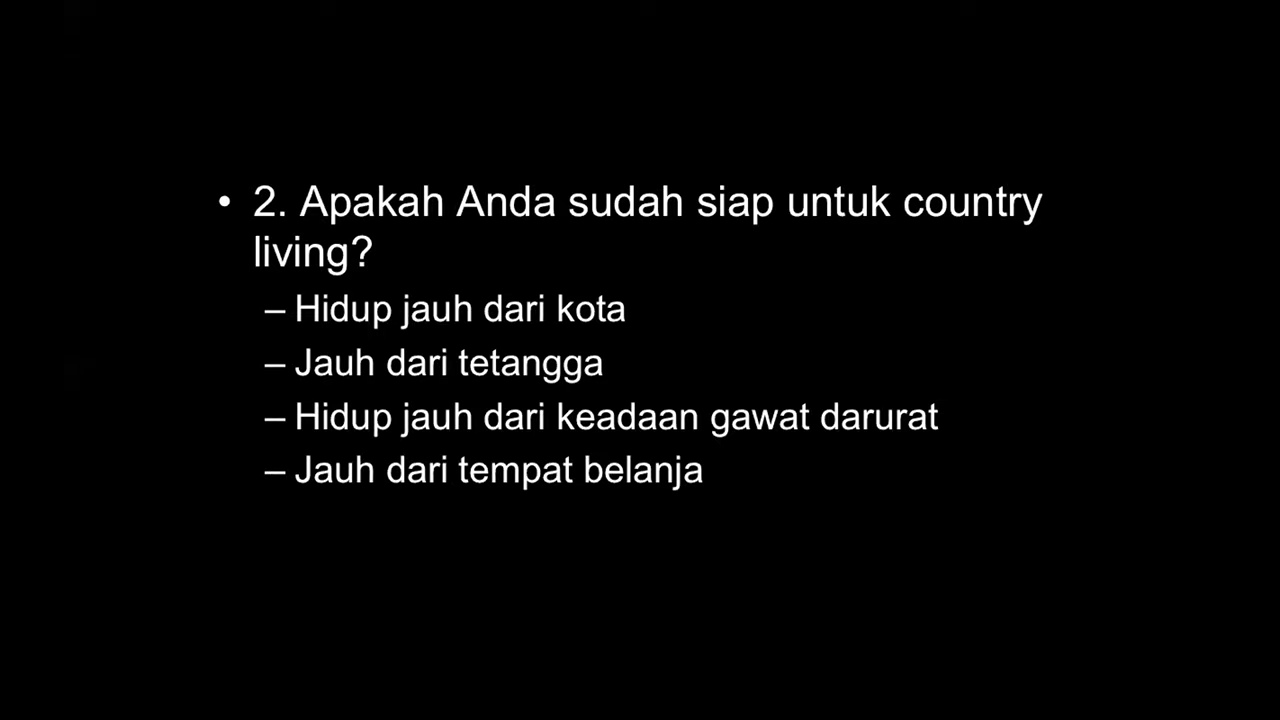 • 2. Apakah Anda sudah siap untuk country
living?
– Hidup jauh dari kota
– Jauh dari tetangga
– Hidup jauh dari keadaan gawat darurat
– Jauh dari tempat belanja